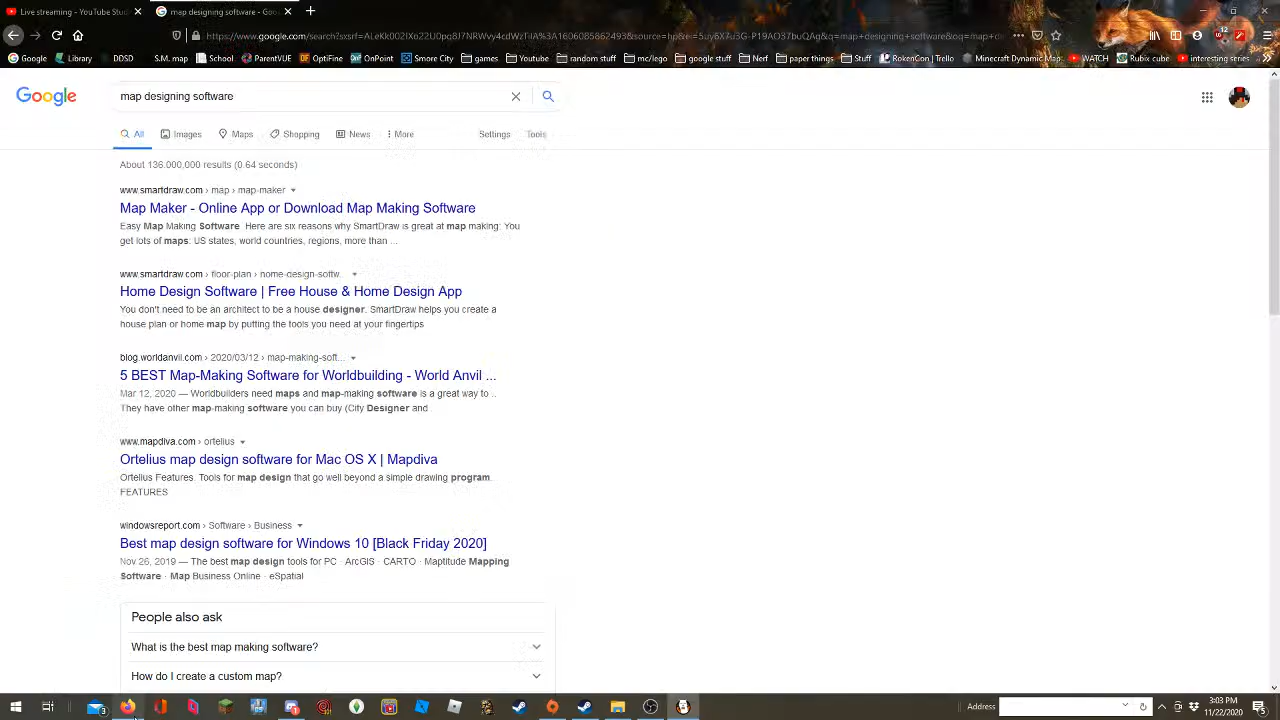 Live streaming - YouTube Stu
map designing software - Goo
https://www.google.com/search?
Google
Library
DDSD
S.M. map
School
ParentVUE
OptiFine
OnPoint
Smore City
games
Youtube
random stuff
mc/lego
google stuff
Nerf
paper things
Stuff
RokenCon | Trello
Minecraft Dynamic Map
WATCH
Rubix cube
interesting series
Google
map designing software
All
Images
Maps
Shopping
News
More
Settings
Tools
About 136,000,000 results (0.64 seconds)
www.smartdraw.com › map › map-maker
Map Maker - Online App or Download Map Making Software
Easy Map Making Software Here are six reasons why SmartDraw is great at map making: You
get lots of maps: US states, world countries, regions, more than ...
www.smartdraw.com › floor-plan › home-design-softw...
Home Design Software | Free House & Home Design App
You don't need to be an architect to be a house designer. SmartDraw helps you create a
house plan or home map by putting the tools you need at your fingertips
blog.worldanvil.com › 2020/03/12 › map-making-soft...
5 BEST Map-Making Software for Worldbuilding - World Anvil ...
Mar 12, 2020 — Worldbuilders need maps and map-making software is a great way to ..
They have other map-making software you can buy (City Designer and .
www.mapdiva.com › ortelius
Ortelius map design software for Mac OS X | Mapdiva
Ortelius Features. Tools for map design that go well beyond a simple drawing program.
FEATURES
windowsreport.com › Software › Business
Best map design software for Windows 10 [Black Friday 2020]
Nov 26, 2019 — The best map design tools for PC · ArcGIS · CARTO · Maptitude Mapping
Software · Map Business Online · eSpatial
People also ask
What is the best map making software?
How do I create a custom map?
Address
3:03 PM
11/22/2020